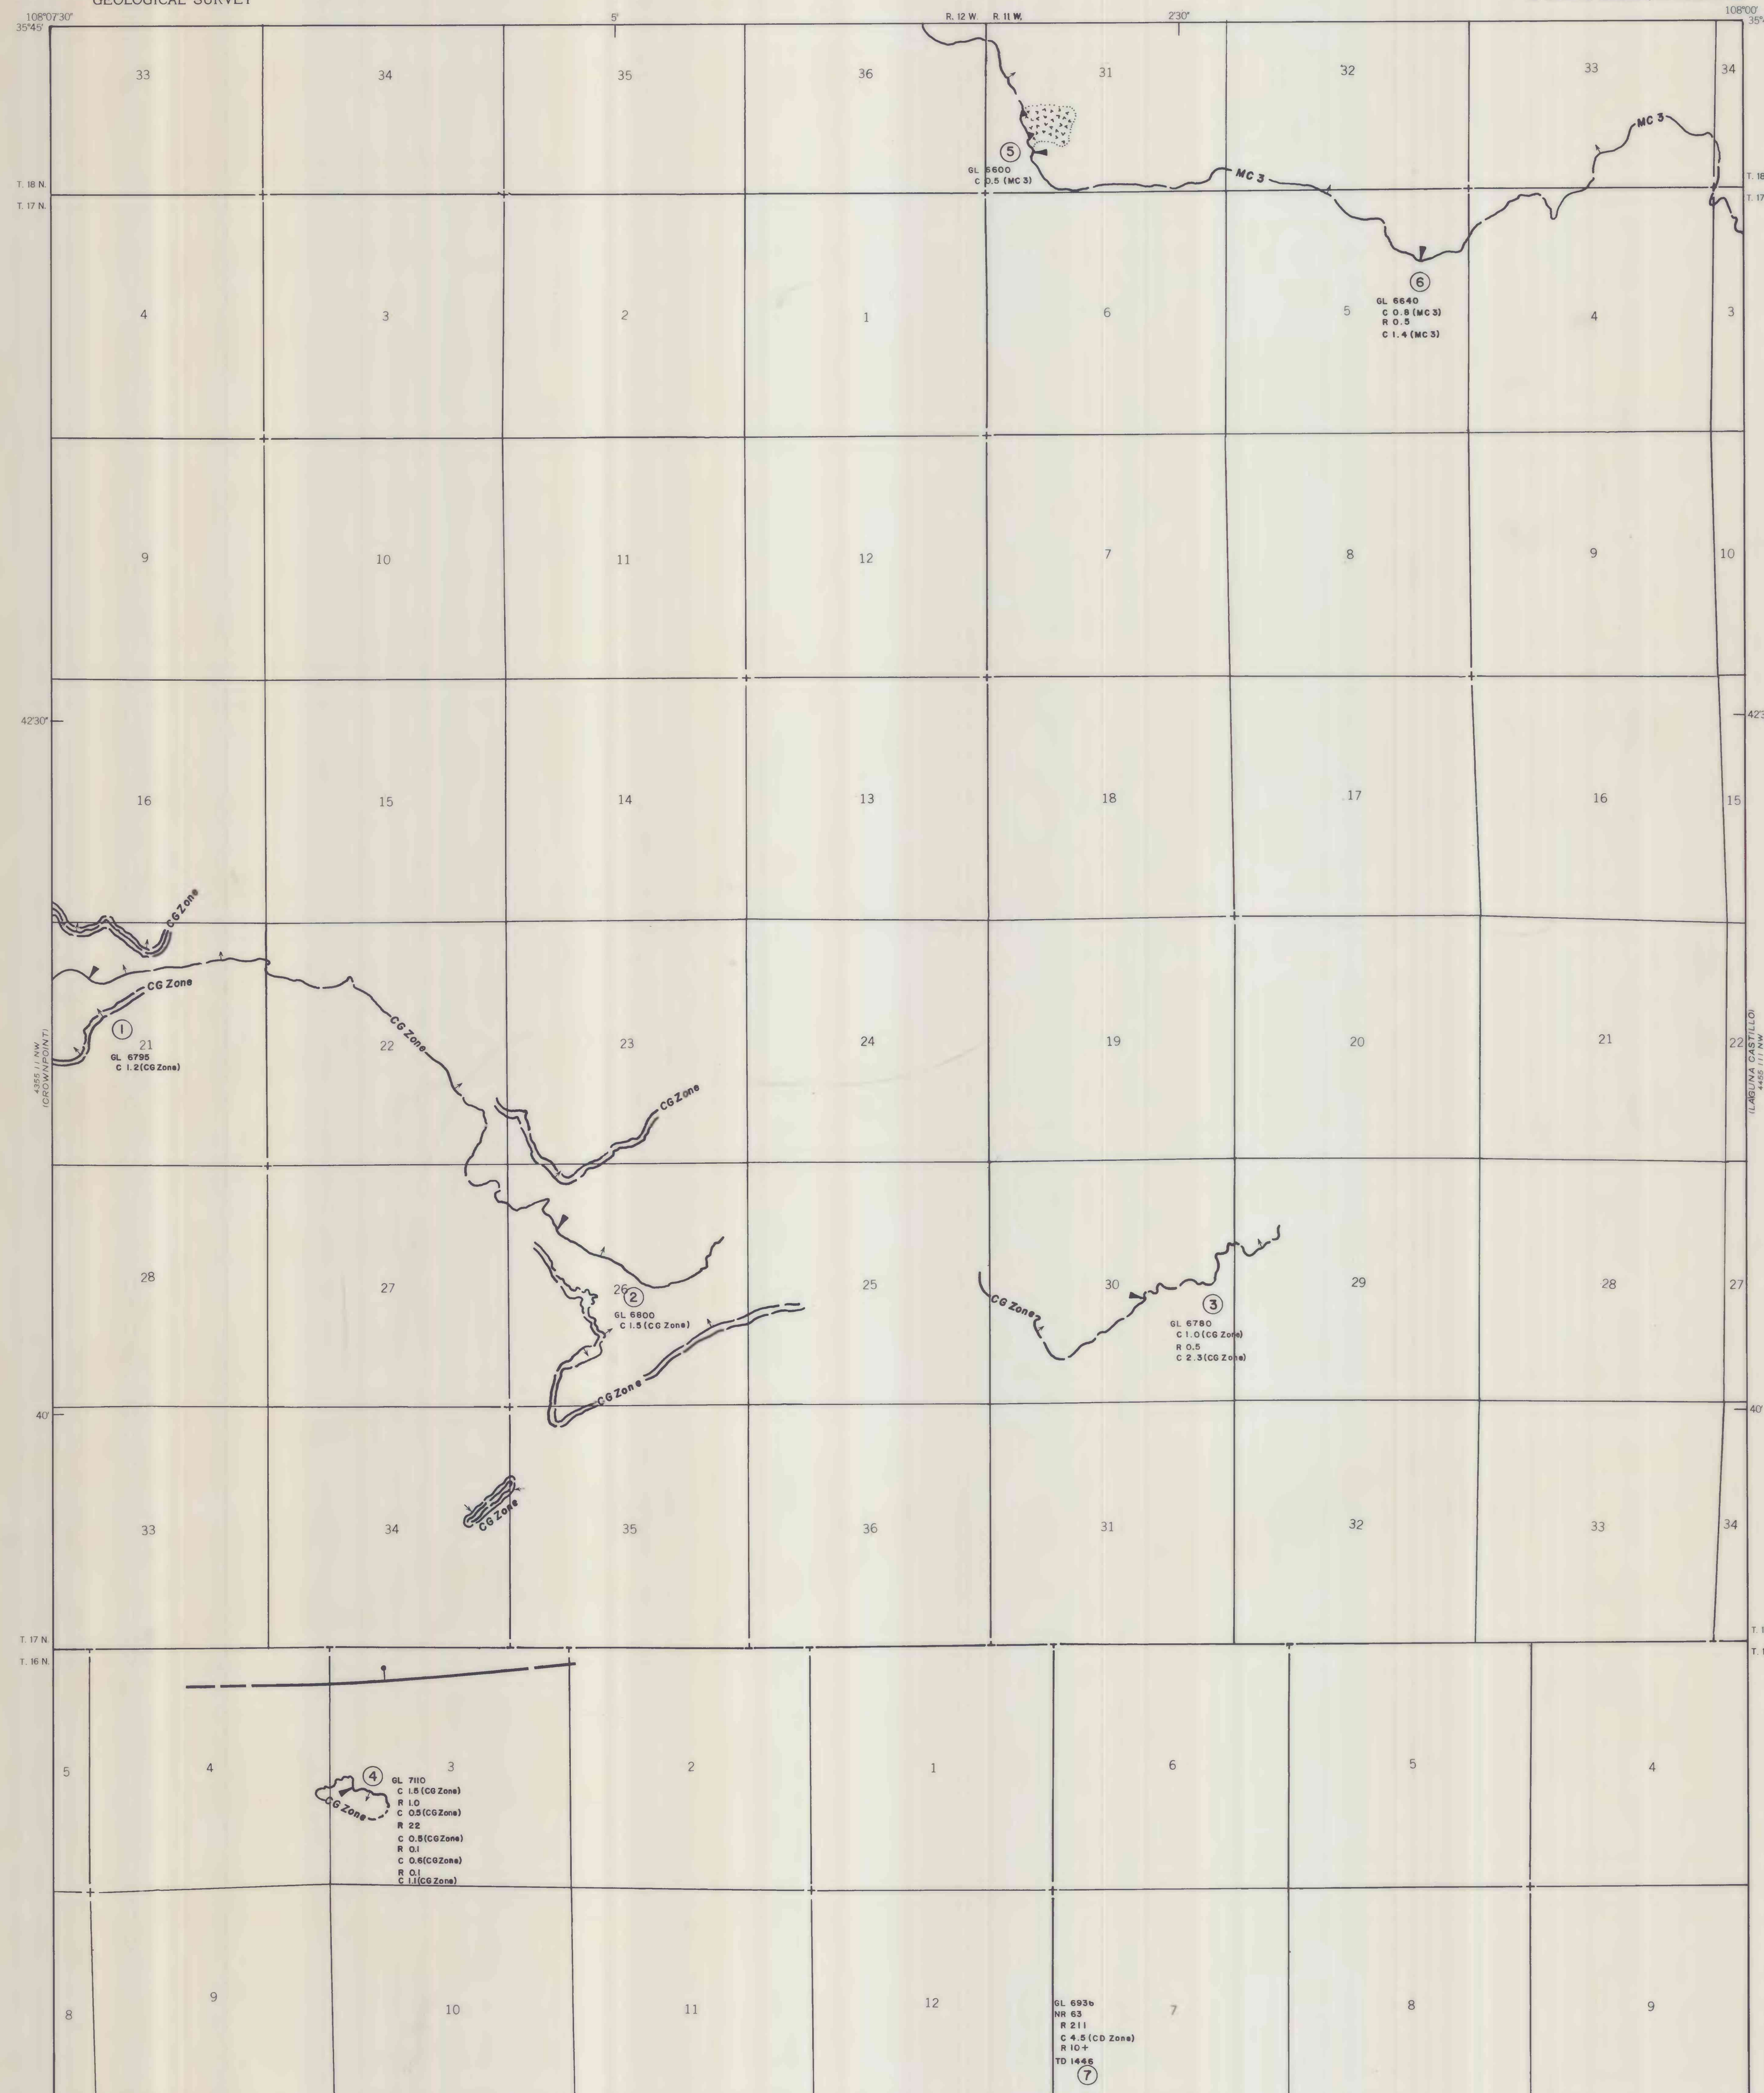 GEOLOGICAL SURVEY
108°07'30"
5'
R. 12 W. R. 11 W.
2'30"
108°00'
35°45'
33 34 35 36 31 32 33 34
MC 3
5
GL 6600
C 0.5 (MC 3)
MC 3
T. 18 N.
T. 17 N.
6
GL 6640
C 0.8 (MC 3)
R 0.5
C 1.4 (MC 3)
4 3 2 1 6 5 4 3
9 10 11 12 7 8 9 10
42'30"
16 15 14 13 18 17 16 15
CG Zone
CG Zone
CG Zone
1
21 22 23 24 19 20 21 22
GL 6795
C 1.2 (CG Zone)
4355 III NW
(CROWNPOINT)
(LAGUNA CASTILLO)
4455 III NW
CG Zone
28 27 26 25 30 29 28 27
2
GL 6800
C 1.5 (CG Zone)
CG Zone
3
GL 6780
C 1.0 (CG Zone)
R 0.5
C 2.3 (CG Zone)
CG Zone
40'
40'
CG Zone
33 34 35 36 31 32 33 34
T. 17 N.
T. 16 N.
5 4 3 2 1 6 5 4
4
GL 7110
C 1.5 (CG Zone)
R 1.0
C 0.5 (CG Zone)
R 22
C 0.5 (CG Zone)
R 0.1
C 0.6 (CG Zone)
R 0.1
C 1.1 (CG Zone)
CG Zone
8 9 10 11 12 7 8 9
GL 6936
NR 63
R 211
C 4.5 (CD Zone)
R 10+
TD 1446
7